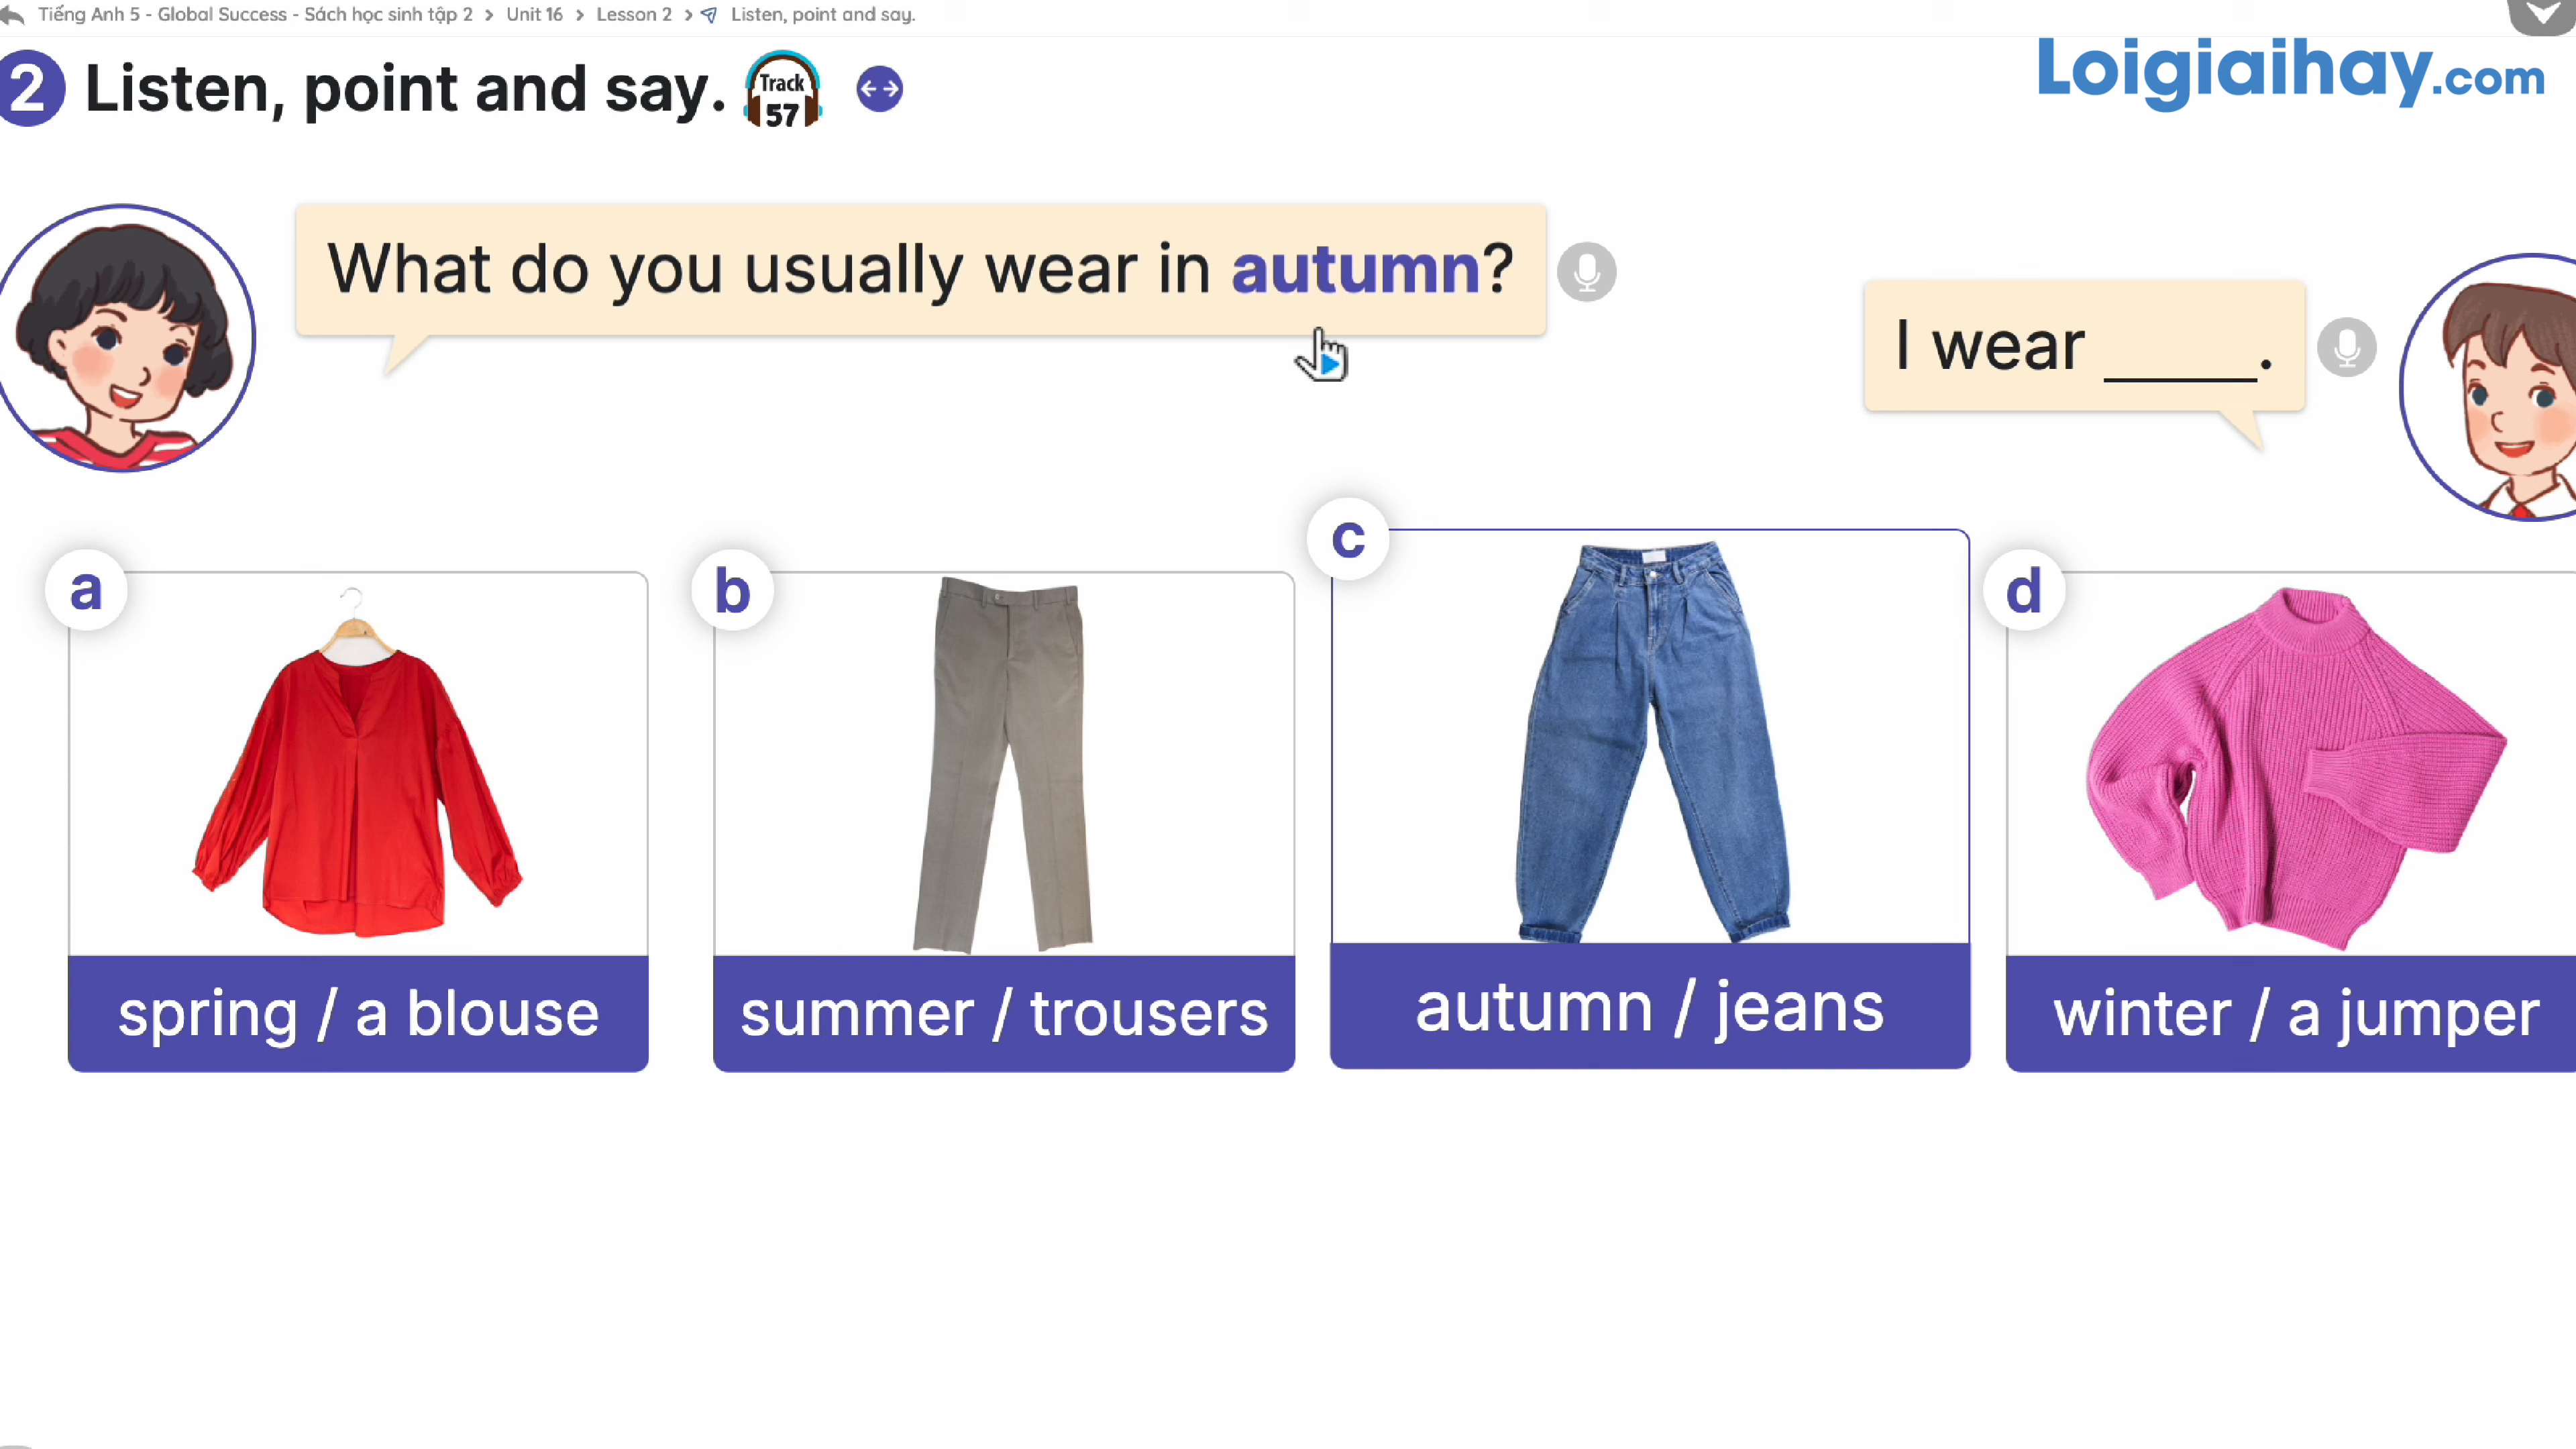 Tiếng Anh 5 - Global Success - Sách học sinh tập 2 > Unit 16 > Lesson 2 > Listen, point and say.
2 Listen, point and say. Track 57
Loigiaihay.com
What do you usually wear in autumn?
I wear ______.
a
b
c
d
spring / a blouse
summer / trousers
autumn / jeans
winter / a jumper